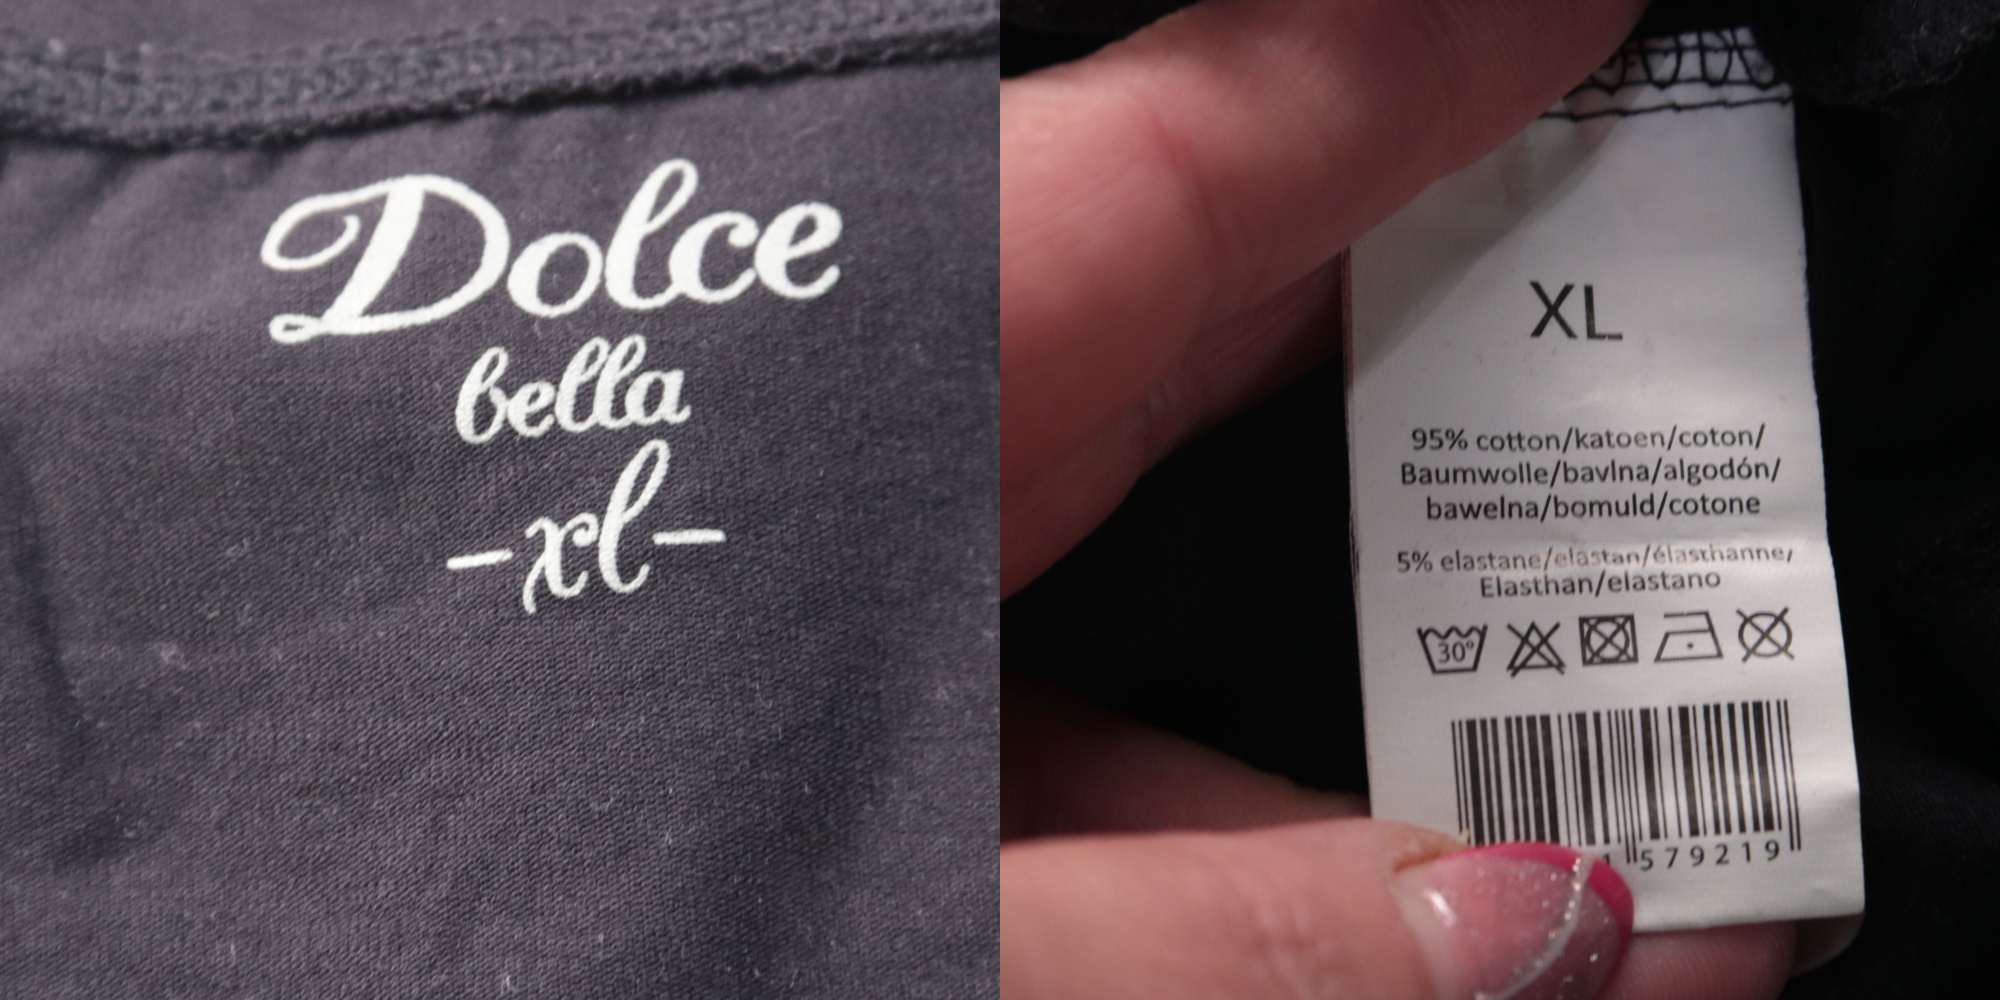 Dolce
bella
-xl-
XL
95% cotton/katoen/coton/
Baumwolle/bavlna/algodón/
bawelna/bomuld/cotone
5% elastane/elastan/élasthanne/
Elasthan/elastano
30°
1 579219